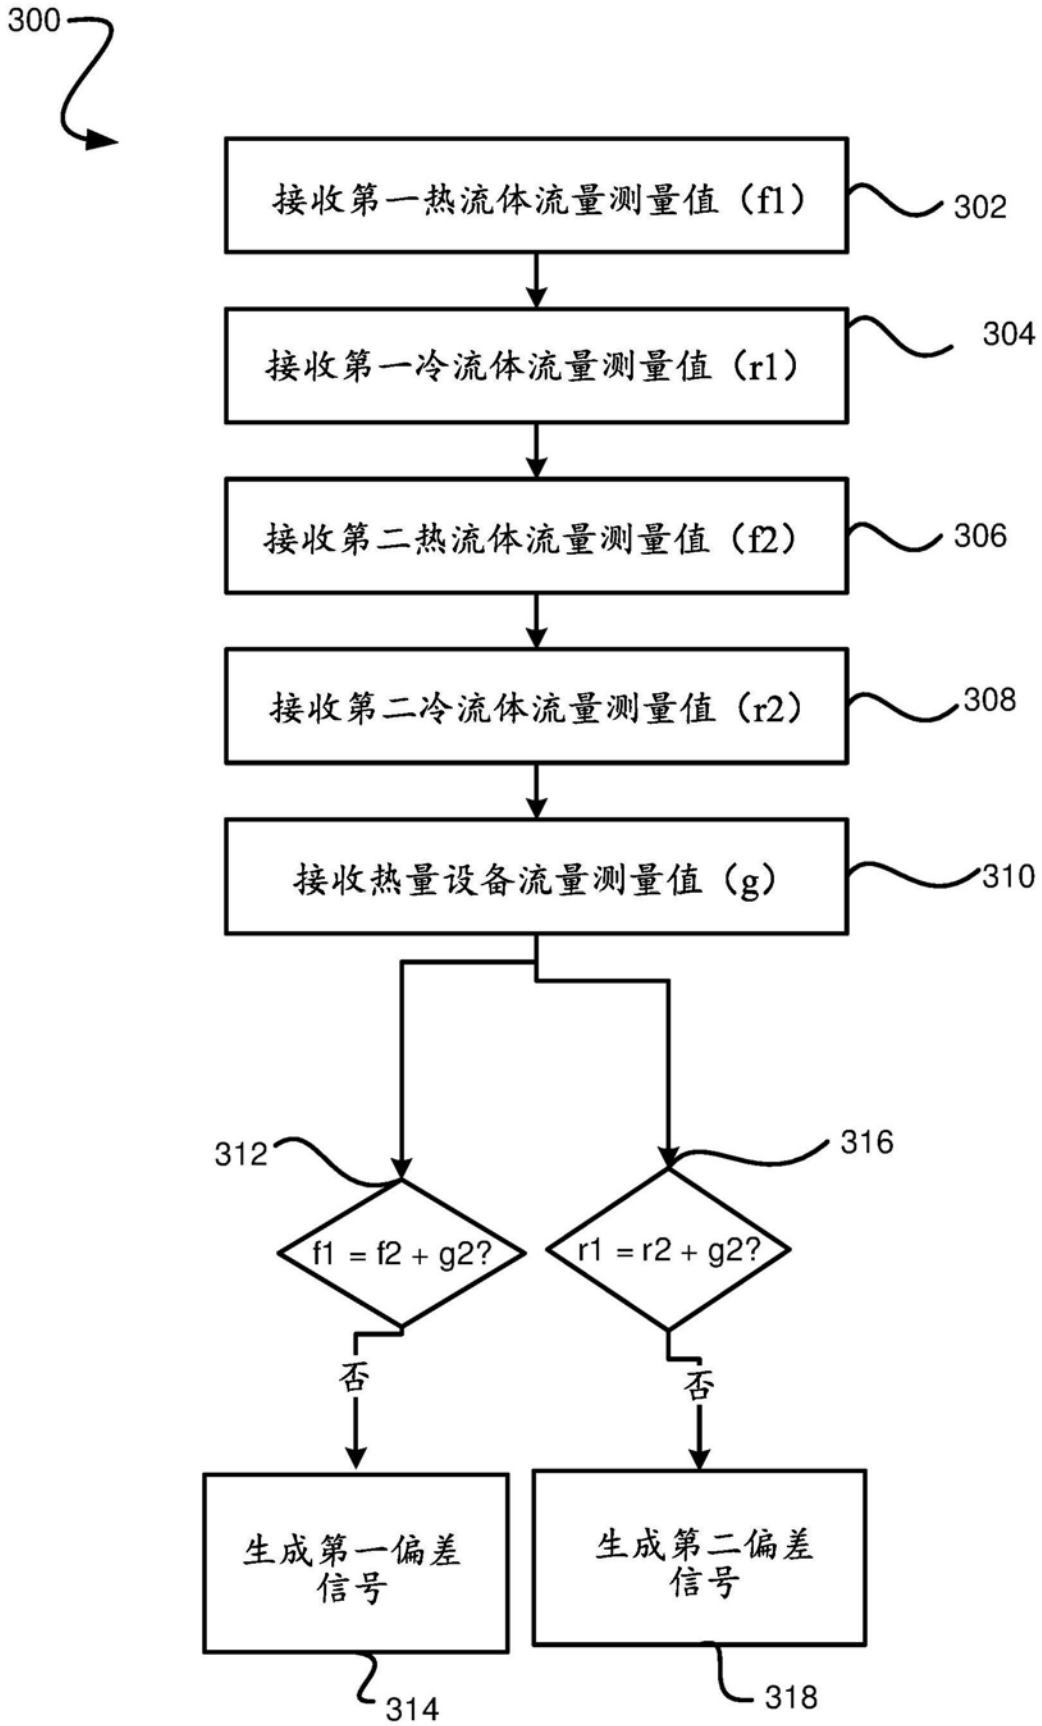 300
接收第一热流体流量测量值（f1）
302
接收第一冷流体流量测量值（r1）
304
接收第二热流体流量测量值（f2）
306
接收第二冷流体流量测量值（r2）
308
接收热量设备流量测量值（g）
310
312
f1 = f2 + g2?
316
r1 = r2 + g2?
否
否
生成第一偏差
信号
314
生成第二偏差
信号
318